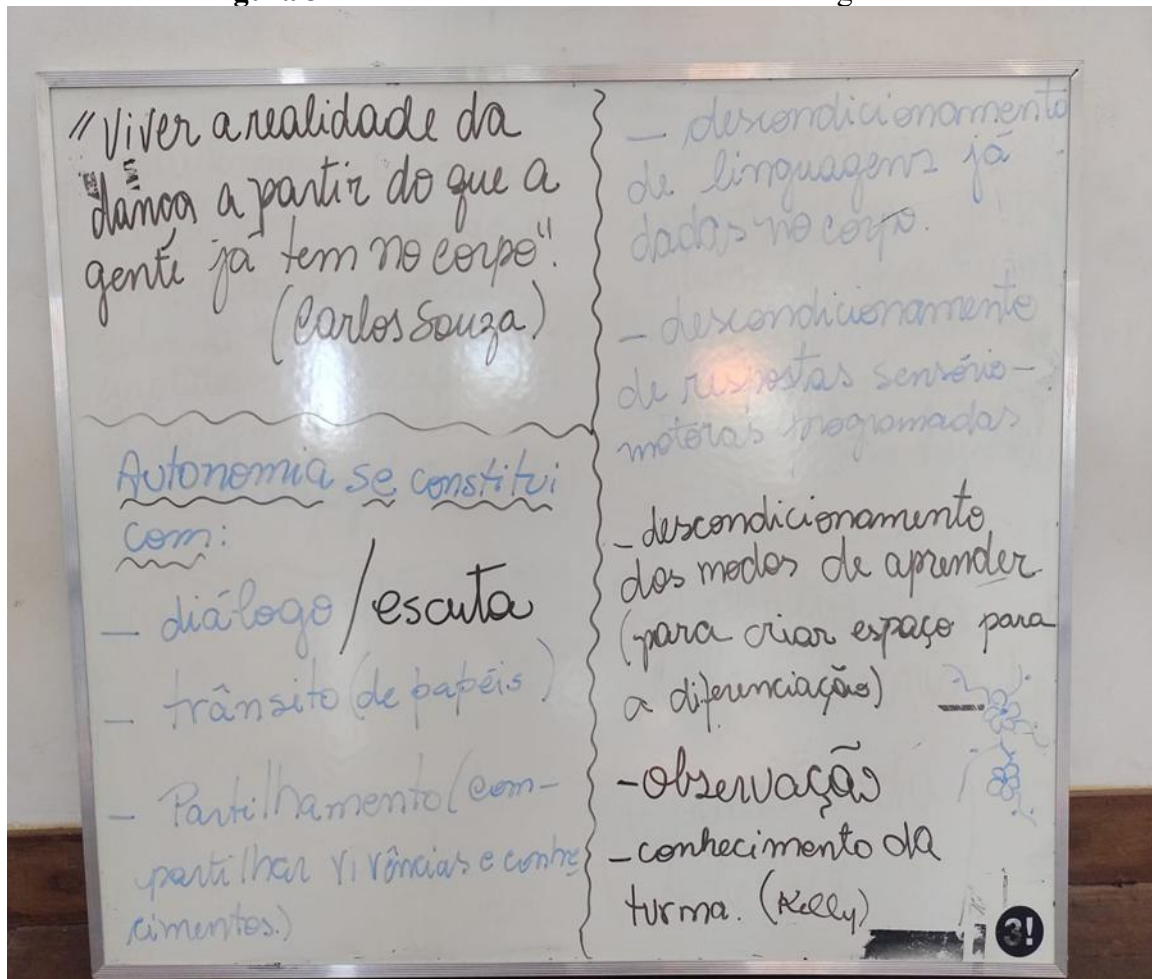 "Viver a realidade da
dança a partir do que a
gente já tem no corpo".
(Carlos Souza)
Autonomia se constitui
com:
– diálogo / escuta
– trânsito (de papéis)
– Partilhamento (com-
partilhar vivências e conhe
cimentos.)
– descondicionamento
de linguagens já
dadas no corpo.
– descondicionamento
de respostas sensório-
motoras programadas
– descondicionamento
dos modos de aprender
(para criar espaço para
a diferenciação)
- observação
– conhecimento da
turma. (Kelly)
3!